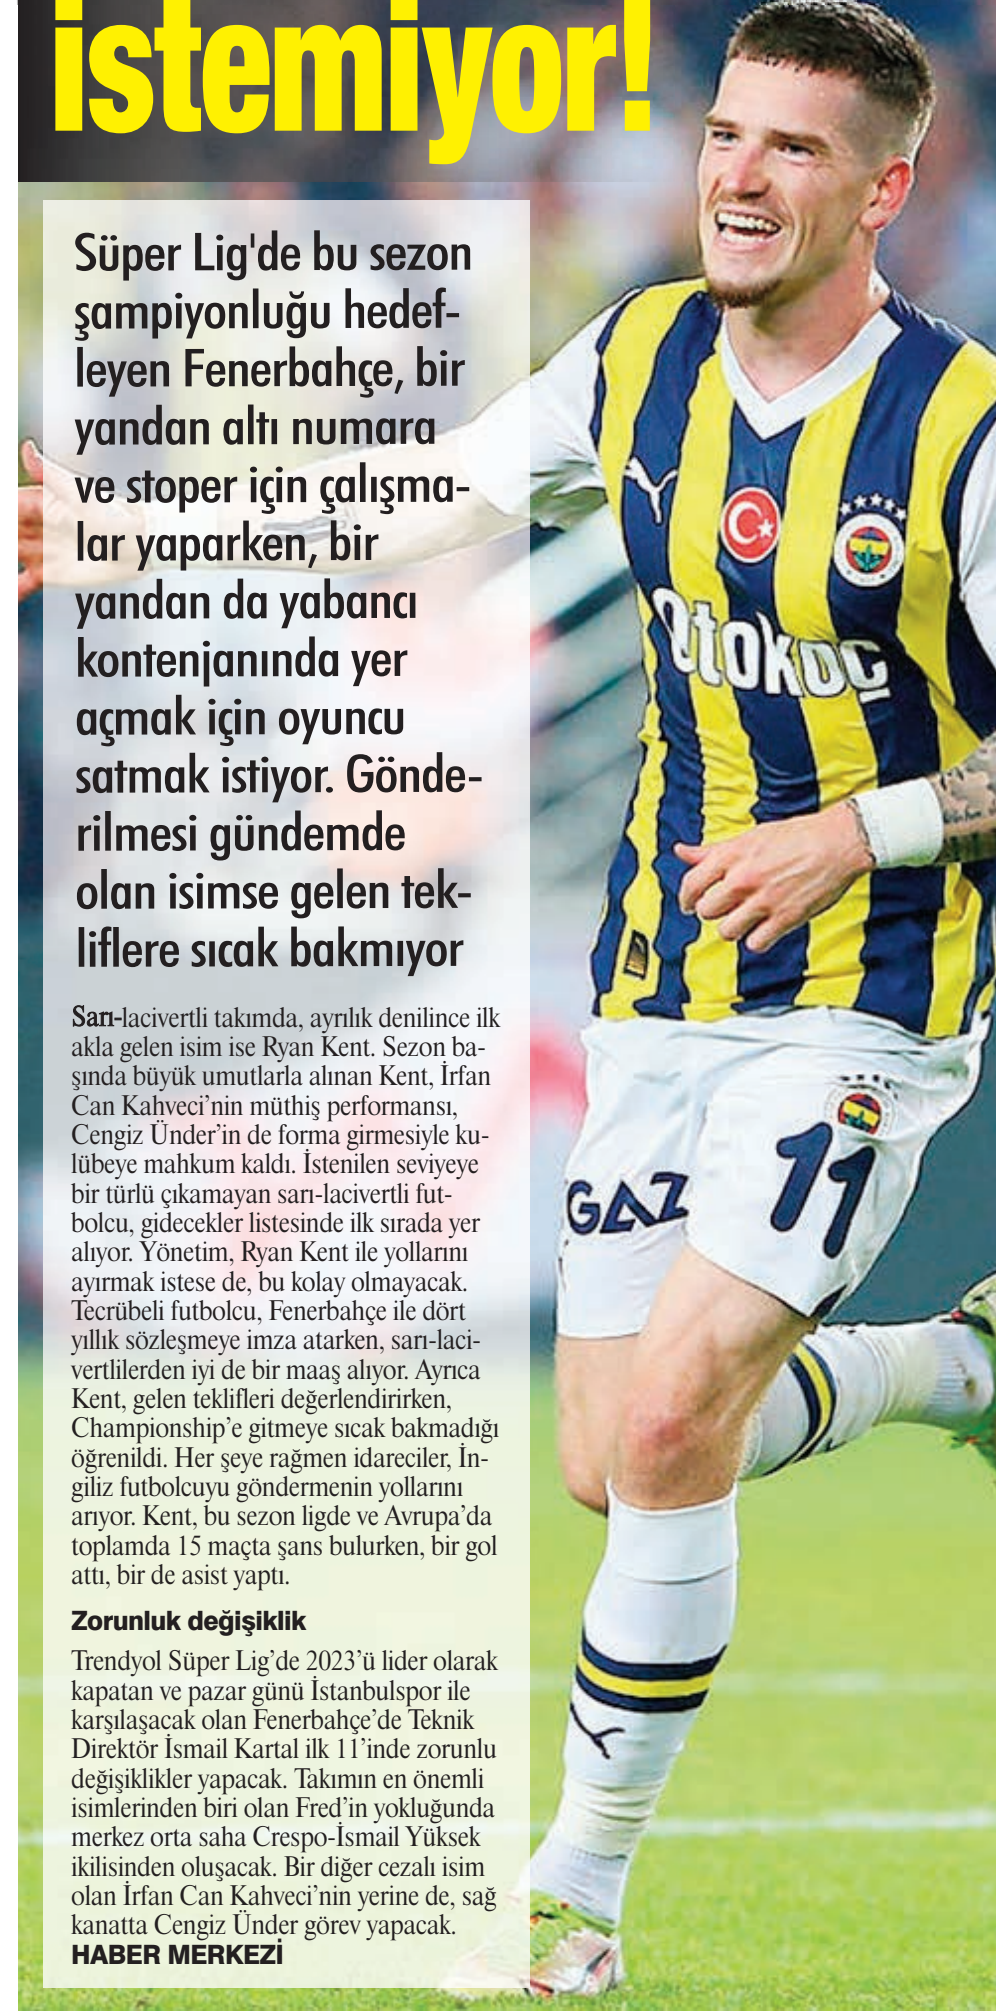 istemiyor!
Süper Lig'de bu sezon
şampiyonluğu hedef-
leyen Fenerbahçe, bir
yandan altı numara
ve stoper için çalışma-
lar yaparken, bir
yandan da yabancı
kontenjanında yer
açmak için oyuncu
satmak istiyor. Gönde-
rilmesi gündemde
olan isimse gelen tek-
liflere sıcak bakmıyor
Sarı-lacivertli takımda, ayrılık denilince ilk
akla gelen isim ise Ryan Kent. Sezon ba-
şında büyük umutlarla alınan Kent, İrfan
Can Kahveci’nin müthiş performansı,
Cengiz Ünder’in de forma girmesiyle ku-
lübeye mahkum kaldı. İstenilen seviyeye
bir türlü çıkamayan sarı-lacivertli fut-
bolcu, gidecekler listesinde ilk sırada yer
alıyor. Yönetim, Ryan Kent ile yollarını
ayırmak istese de, bu kolay olmayacak.
Tecrübeli futbolcu, Fenerbahçe ile dört
yıllık sözleşmeye imza atarken, sarı-laci-
vertlilerden iyi de bir maaş alıyor. Ayrıca
Kent, gelen teklifleri değerlendirirken,
Championship’e gitmeye sıcak bakmadığı
öğrenildi. Her şeye rağmen idareciler, İn-
giliz futbolcuyu göndermenin yollarını
arıyor. Kent, bu sezon ligde ve Avrupa’da
toplamda 15 maçta şans bulurken, bir gol
attı, bir de asist yaptı.
Zorunluk değişiklik
Trendyol Süper Lig’de 2023’ü lider olarak
kapatan ve pazar günü İstanbulspor ile
karşılaşacak olan Fenerbahçe’de Teknik
Direktör İsmail Kartal ilk 11’inde zorunlu
değişiklikler yapacak. Takımın en önemli
isimlerinden biri olan Fred’in yokluğunda
merkez orta saha Crespo-İsmail Yüksek
ikilisinden oluşacak. Bir diğer cezalı isim
olan İrfan Can Kahveci’nin yerine de, sağ
kanatta Cengiz Ünder görev yapacak.
HABER MERKEZİ
Otokoç
GAZ
11